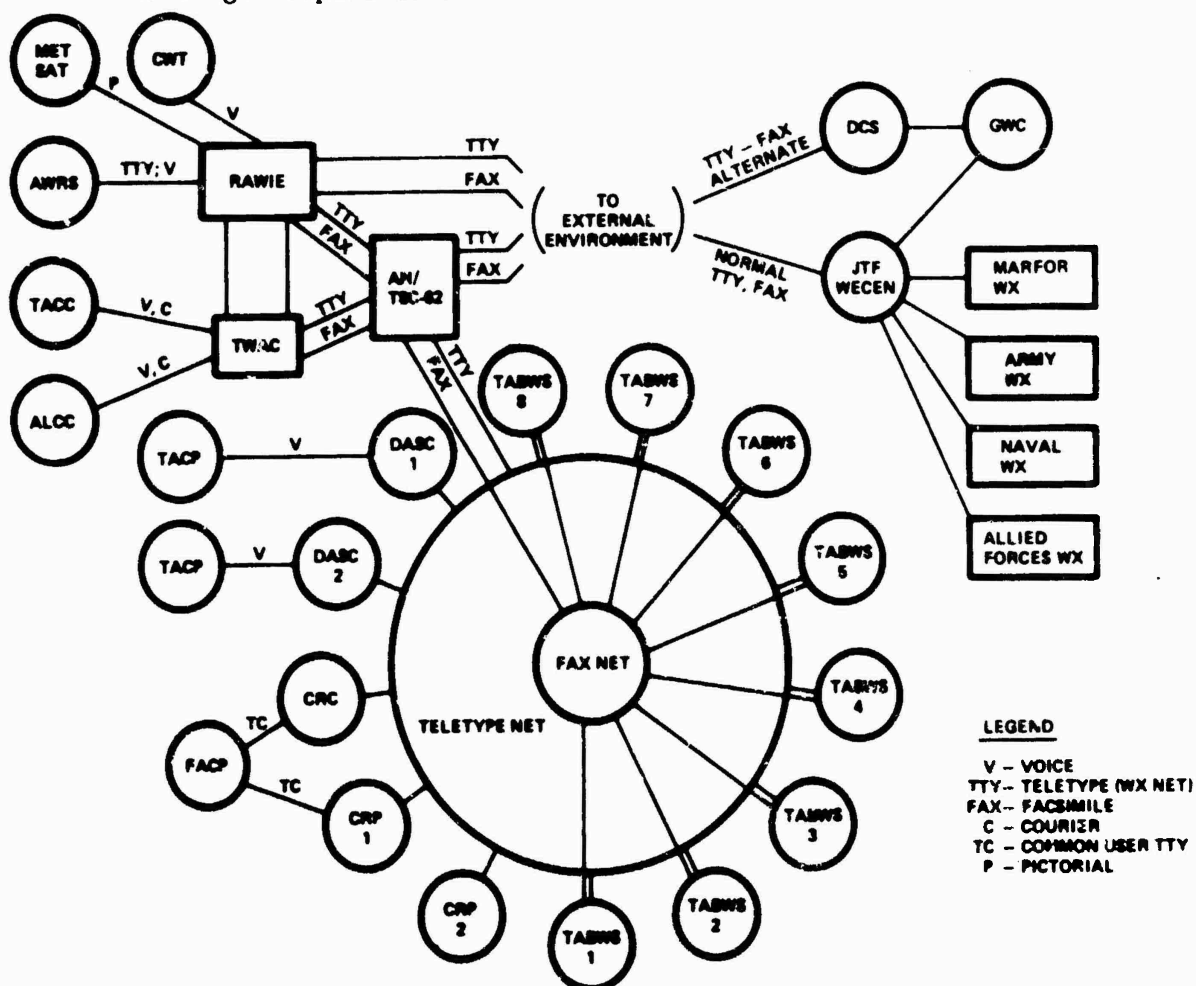 MET
SAT
CWT
P
V
AWRS
TTY; V
RAWIE
TTY
FAX
TTY
FAX
AN/
TSC-62
TTY
FAX
TTY
FAX
TO
EXTERNAL
ENVIRONMENT
TTY – FAX
ALTERNATE
NORMAL
TTY, FAX
DCS
GWC
JTF
WECEN
MARFOR
WX
ARMY
WX
NAVAL
WX
ALLIED
FORCES WX
TACC
V, C
TWAC
ALCC
V, C
TTY
FAX
TACP
V
DASC
1
TACP
V
DASC
2
TABWS
8
TABWS
7
TABWS
6
TABWS
5
TABWS
4
TABWS
3
TABWS
2
TABWS
1
FAX NET
TELETYPE NET
FACP
TC
CRC
TC
CRP
1
CRP
2
LEGEND
V – VOICE
TTY – TELETYPE (WX NET)
FAX – FACSIMILE
C – COURIER
TC – COMMON USER TTY
P – PICTORIAL